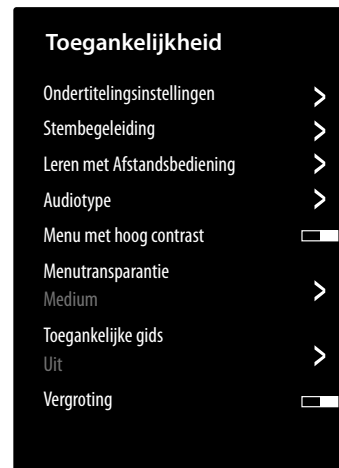 Toegankelijkheid
Ondertitelingsinstellingen
Stembegeleiding
Leren met Afstandsbediening
Audiotype
Menu met hoog contrast
Menutransparantie
Medium
Toegankelijke gids
Uit
Vergroting